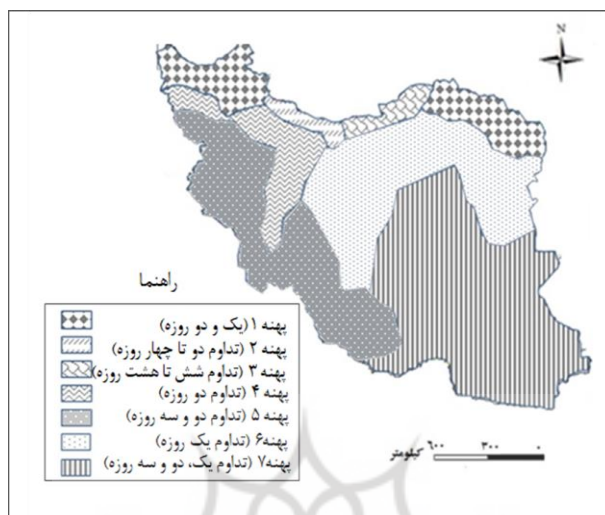 N
راهنما
پهنه ۱ (یک و دو روزه)
پهنه ۲ (تداوم دو تا چهار روزه)
پهنه ۳ (تداوم شش تا هشت روزه)
پهنه ۴ (تداوم دو روزه)
پهنه ۵ (تداوم دو و سه روزه)
پهنه۶ (تداوم یک روزه)
پهنه۷ (تداوم یک، دو و سه روزه)
۰ ۳۰۰ ۶۰۰ کیلومتر